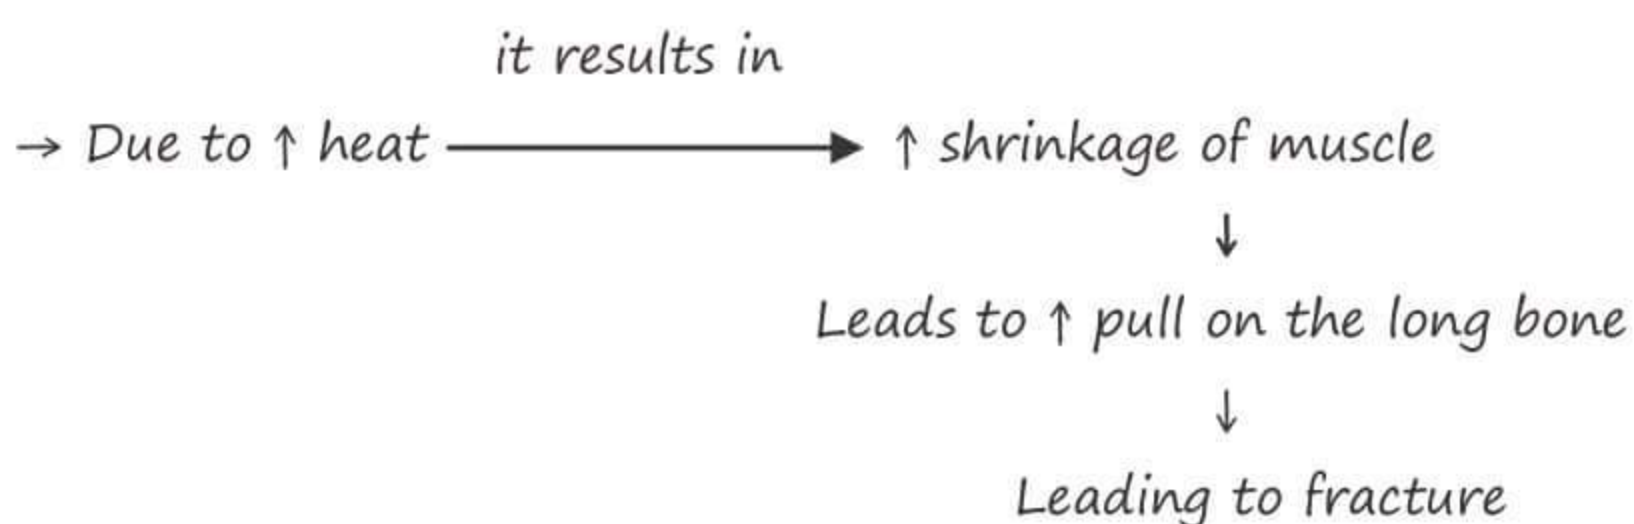 it results in
→ Due to ↑ heat → ↑ shrinkage of muscle
↓
Leads to ↑ pull on the long bone
↓
Leading to fracture